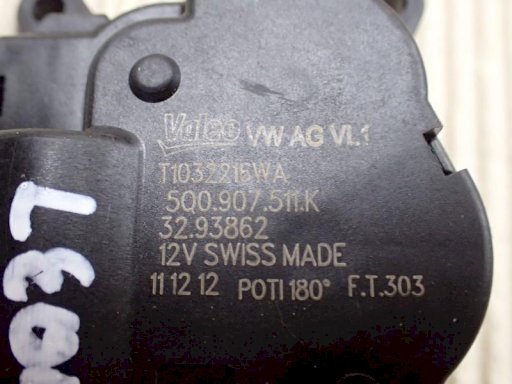 Valeo VW AG VL1
T1032215WA
5Q0.907.511.K
32.93862
12V SWISS MADE
11 12 12 POTI 180° F.T.303